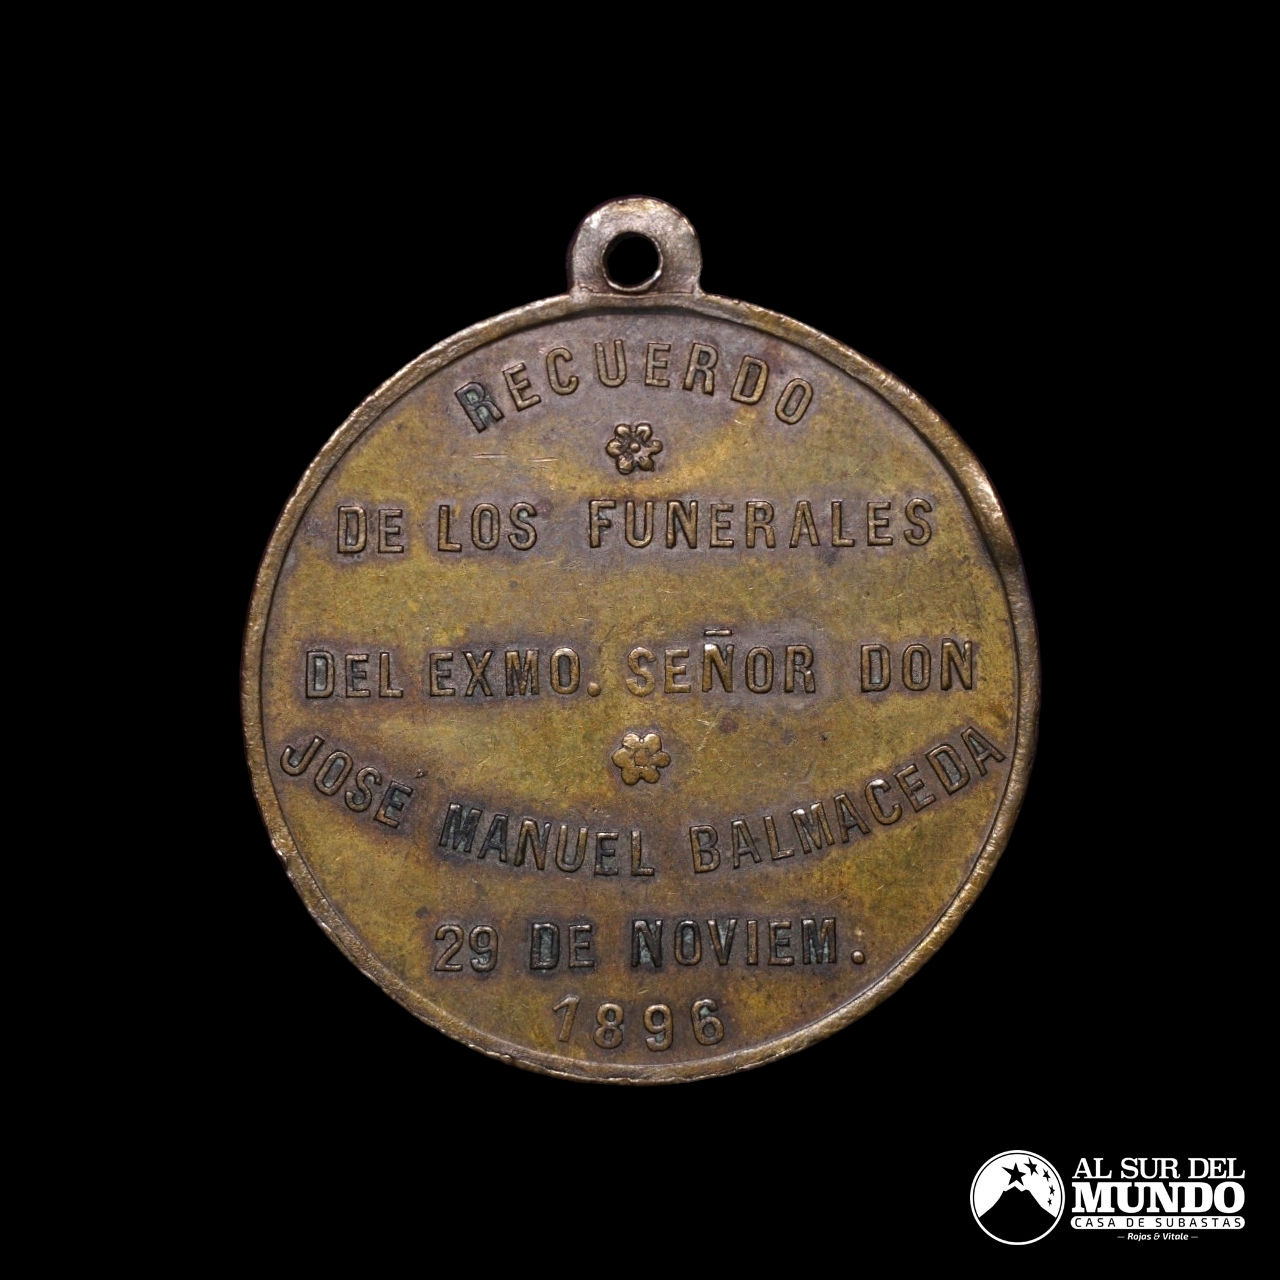 RECUERDO
DE LOS FUNERALES
DEL EXMO. SEÑOR DON
JOSÉ MANUEL BALMACEDA
29 DE NOVIEM.
1896
AL SUR DEL
MUNDO
CASA DE SUBASTAS
— Rojas & Vitale —